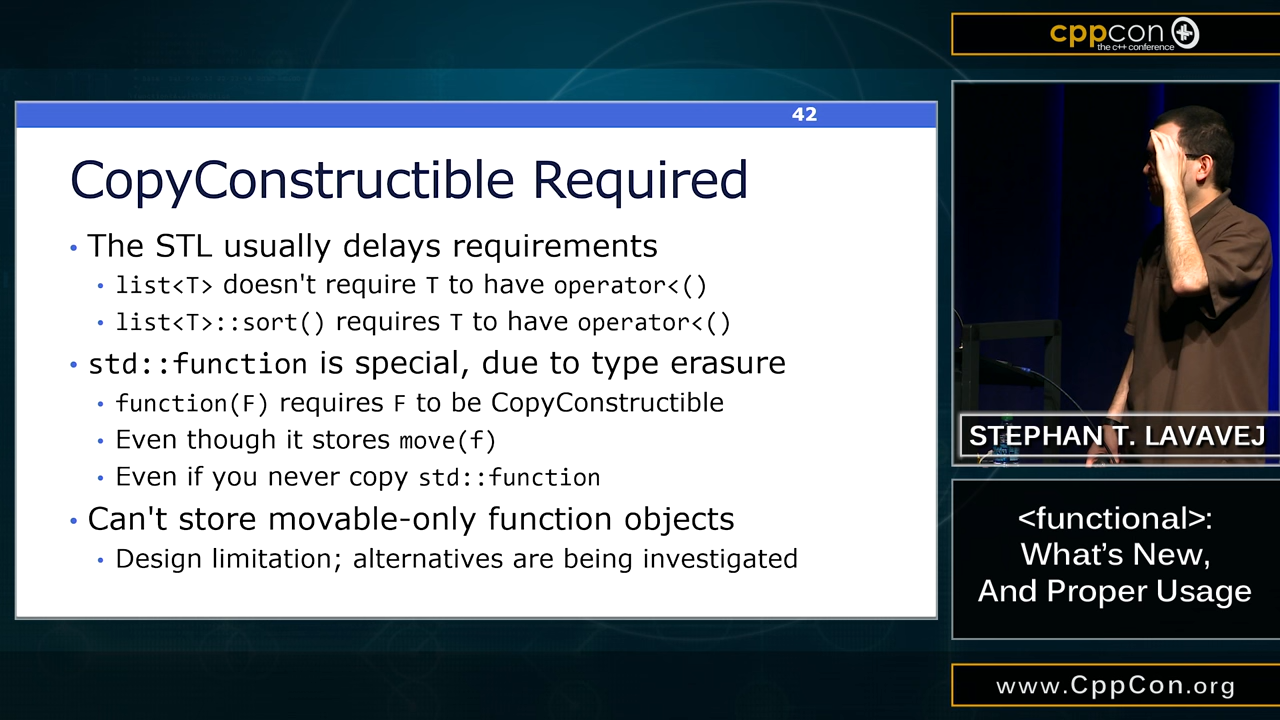 42
CopyConstructible Required
• The STL usually delays requirements
• list<T> doesn't require T to have operator<()
• list<T>::sort() requires T to have operator<()
• std::function is special, due to type erasure
• function(F) requires F to be CopyConstructible
• Even though it stores move(f)
• Even if you never copy std::function
• Can't store movable-only function objects
• Design limitation; alternatives are being investigated
cppcon
the c++ conference
STEPHAN T. LAVAVEJ
<functional>:
What's New,
And Proper Usage
www.CppCon.org